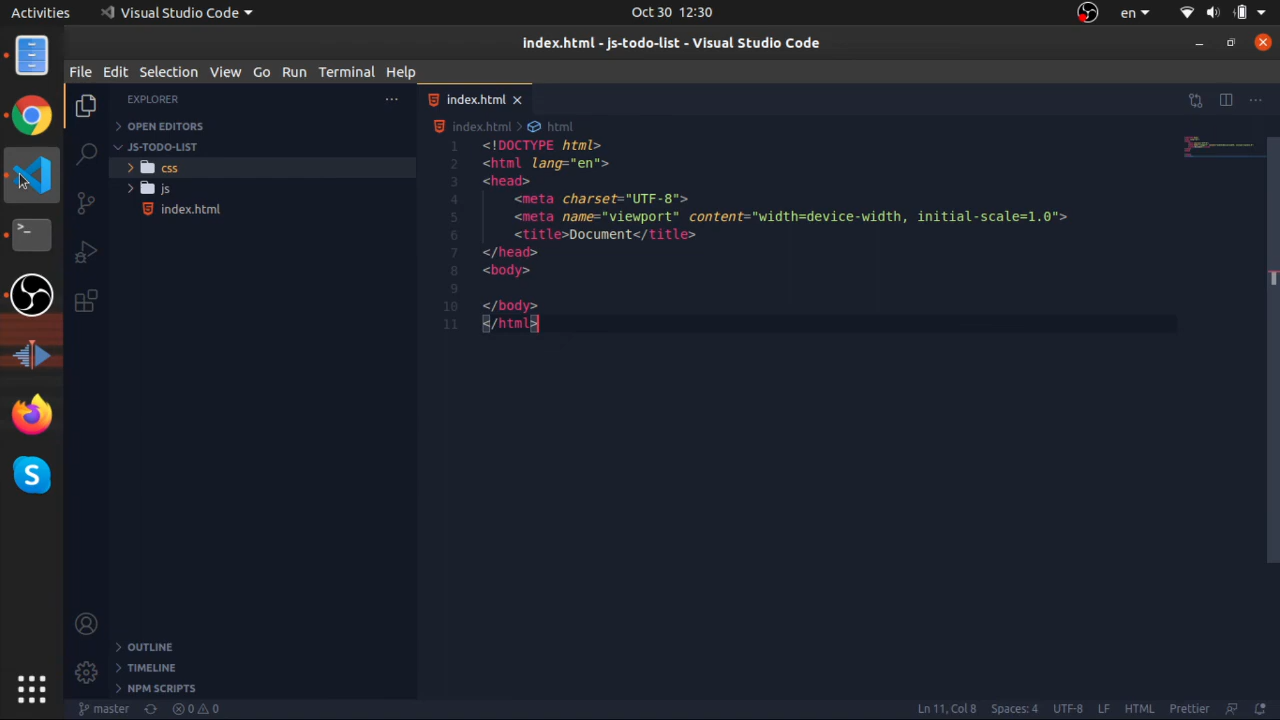 Activities Visual Studio Code Oct 30 12:30 en
index.html - js-todo-list - Visual Studio Code
File Edit Selection View Go Run Terminal Help
EXPLORER
OPEN EDITORS
JS-TODO-LIST
css
js
index.html
OUTLINE
TIMELINE
NPM SCRIPTS
index.html
index.html > html
1 <!DOCTYPE html>
2 <html lang="en">
3 <head>
4 <meta charset="UTF-8">
5 <meta name="viewport" content="width=device-width, initial-scale=1.0">
6 <title>Document</title>
7 </head>
8 <body>
9
10 </body>
11 </html>
master 0 0 Ln 11, Col 8 Spaces: 4 UTF-8 LF HTML Prettier